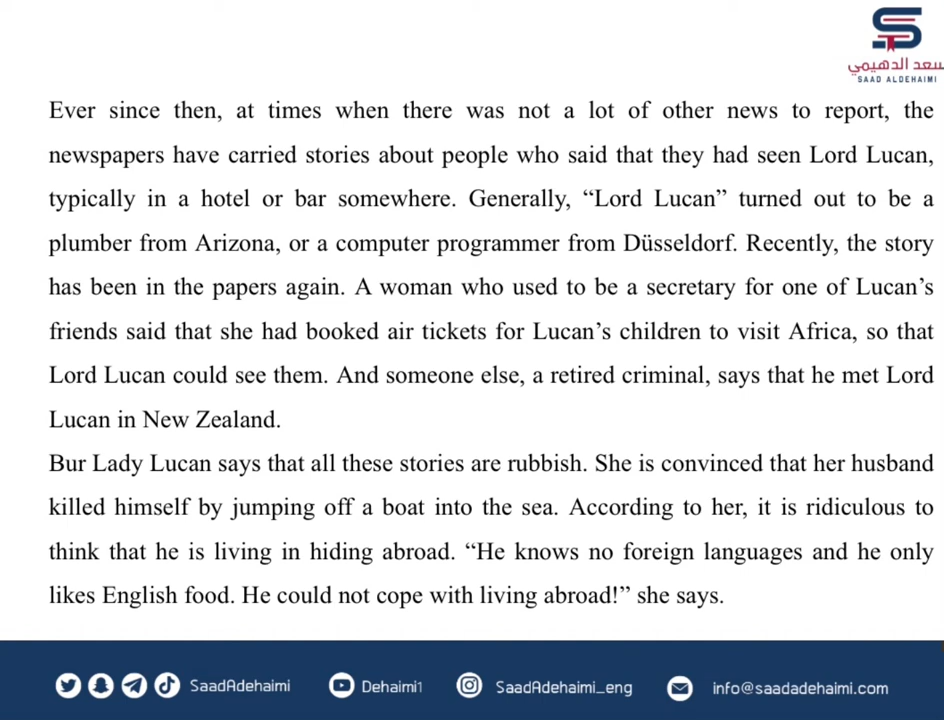 سعد الدهيمي
SAAD ALDEHAIMI
Ever since then, at times when there was not a lot of other news to report, the
newspapers have carried stories about people who said that they had seen Lord Lucan,
typically in a hotel or bar somewhere. Generally, “Lord Lucan” turned out to be a
plumber from Arizona, or a computer programmer from Düsseldorf. Recently, the story
has been in the papers again. A woman who used to be a secretary for one of Lucan’s
friends said that she had booked air tickets for Lucan’s children to visit Africa, so that
Lord Lucan could see them. And someone else, a retired criminal, says that he met Lord
Lucan in New Zealand.
Bur Lady Lucan says that all these stories are rubbish. She is convinced that her husband
killed himself by jumping off a boat into the sea. According to her, it is ridiculous to
think that he is living in hiding abroad. “He knows no foreign languages and he only
likes English food. He could not cope with living abroad!” she says.
SaadAdehaimi Dehaimi1 SaadAdehaimi_eng info@saadadehaimi.com